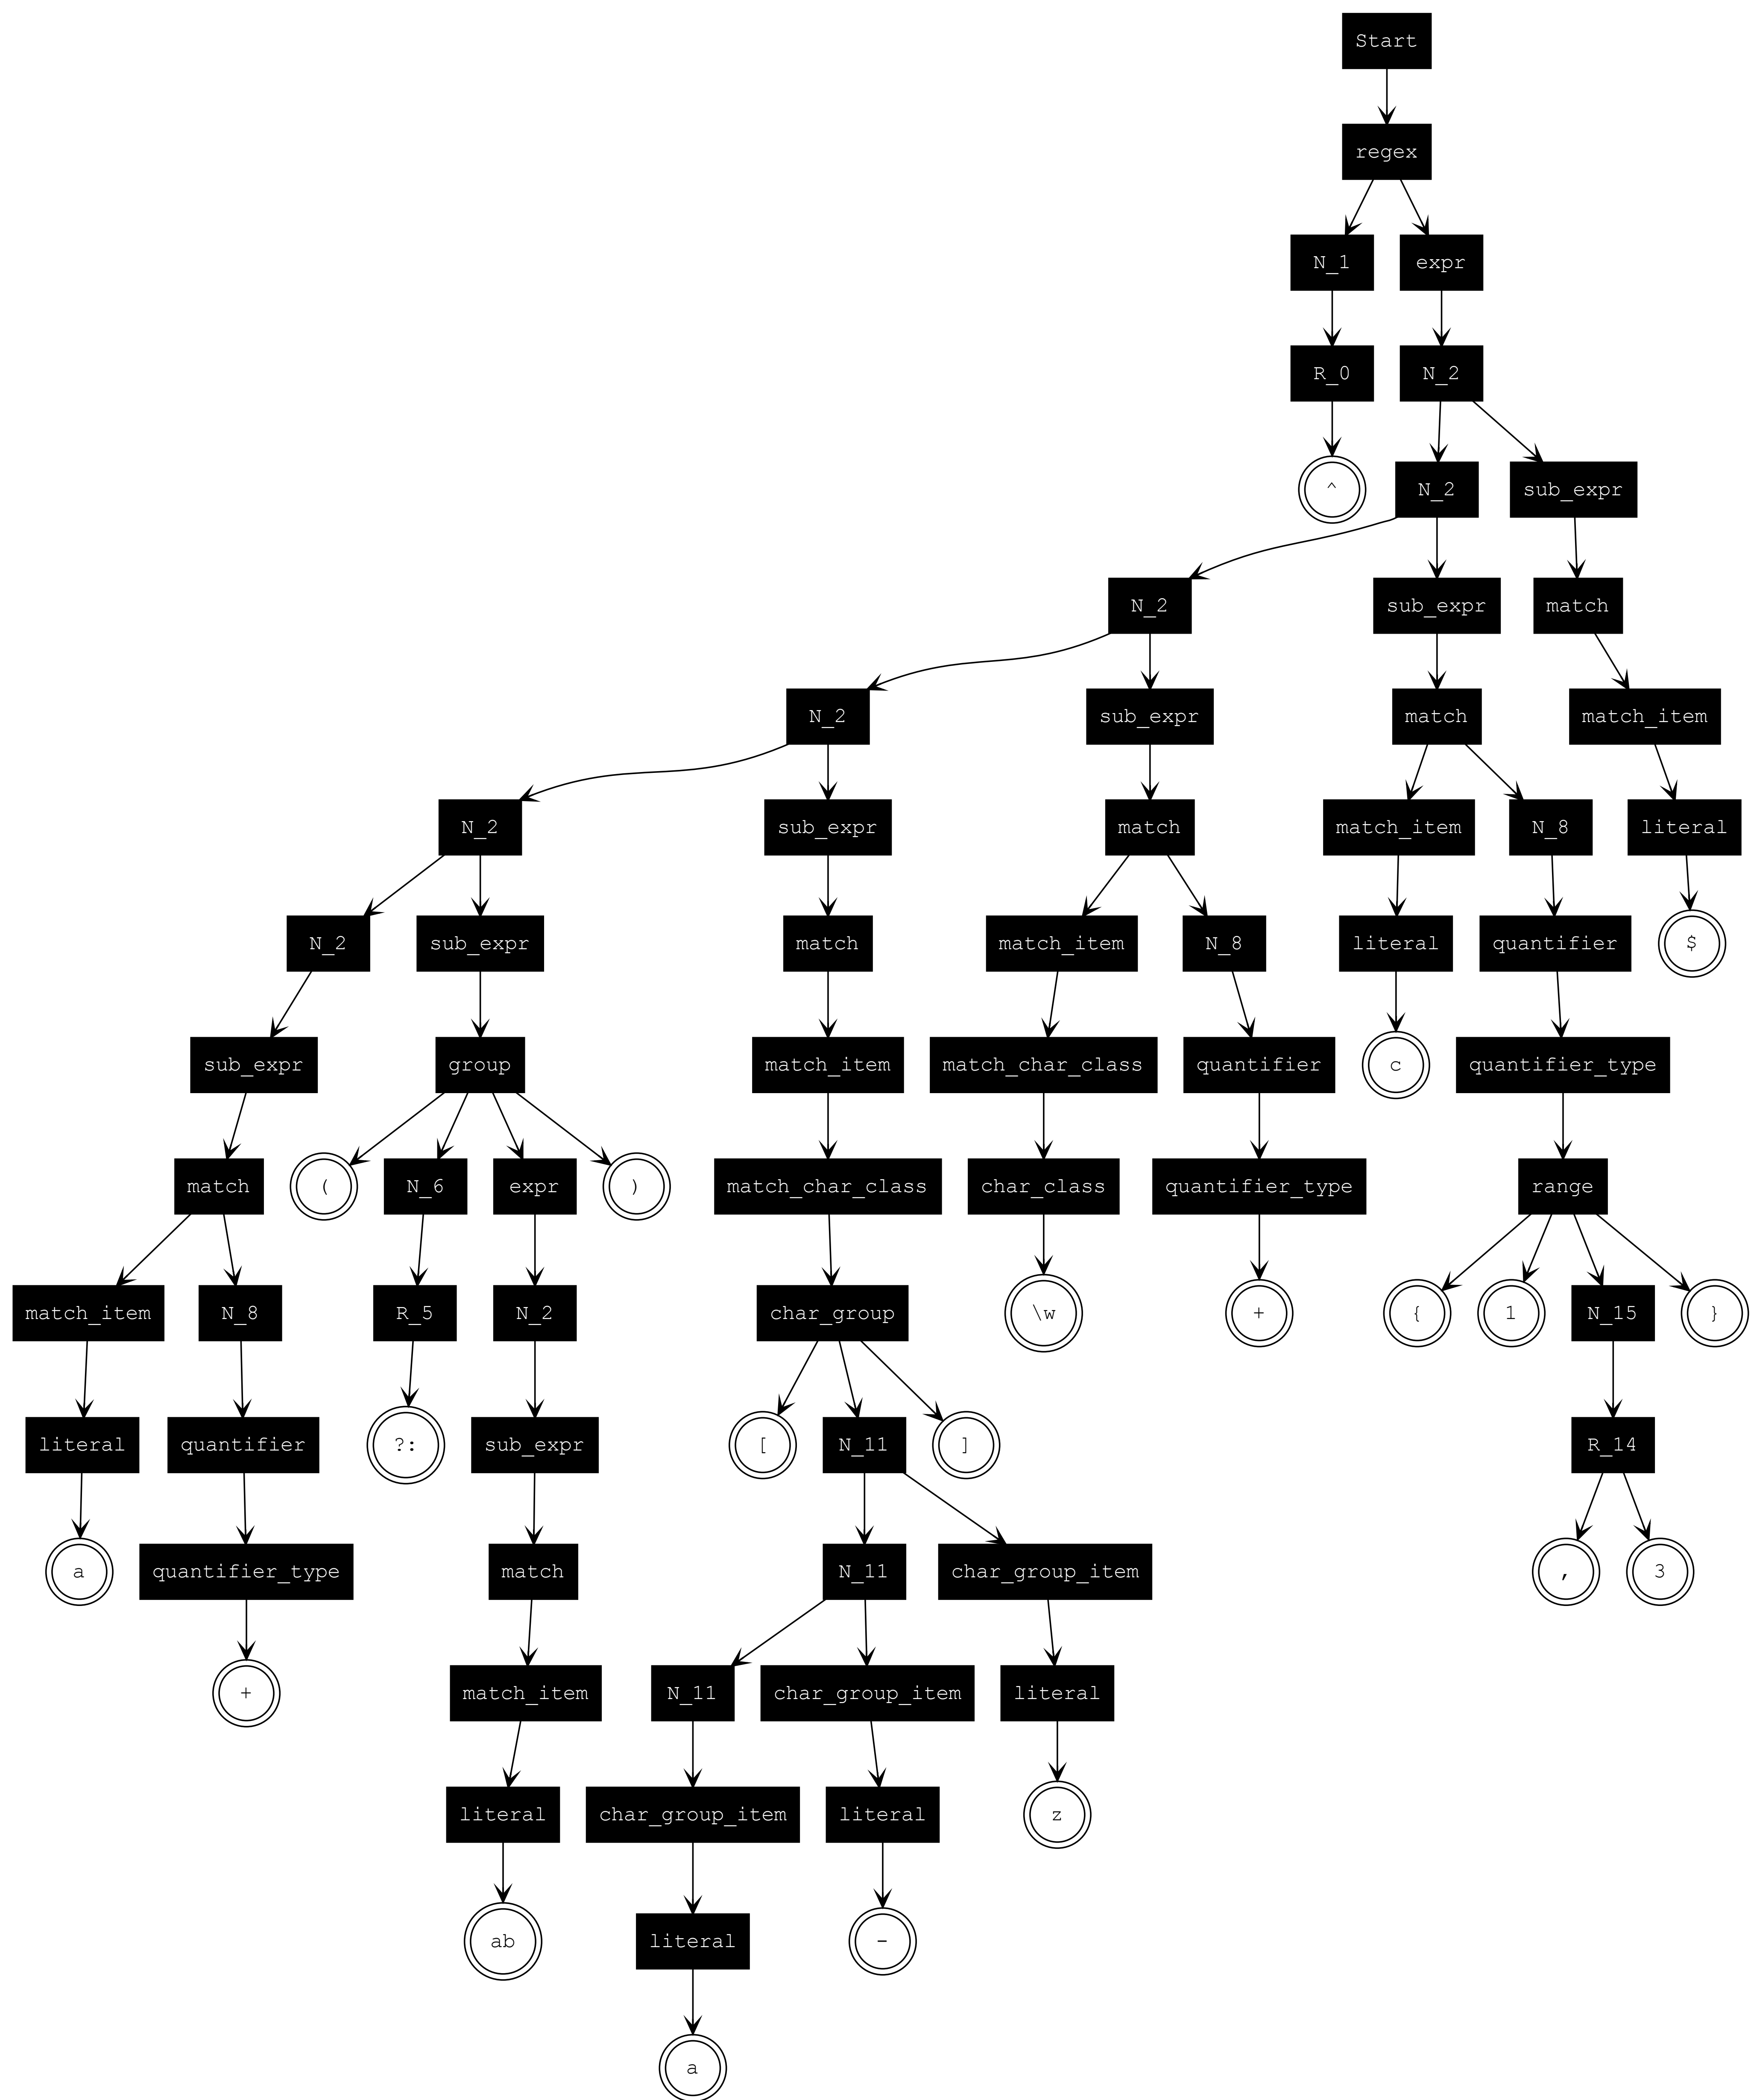 Start
regex
N_1 expr
R_0 N_2
^ N_2 sub_expr
N_2 sub_expr match
N_2 sub_expr match match_item
N_2 sub_expr match match_item N_8 literal
N_2 sub_expr match match_item N_8 literal quantifier $
sub_expr group match_item match_char_class quantifier c quantifier_type
match ( N_6 expr ) match_char_class char_class quantifier_type range
match_item N_8 R_5 N_2 char_group \w + { 1 N_15 }
literal quantifier ?: sub_expr [ N_11 ] R_14
a quantifier_type match N_11 char_group_item , 3
+ match_item N_11 char_group_item literal
literal char_group_item literal z
ab literal -
a